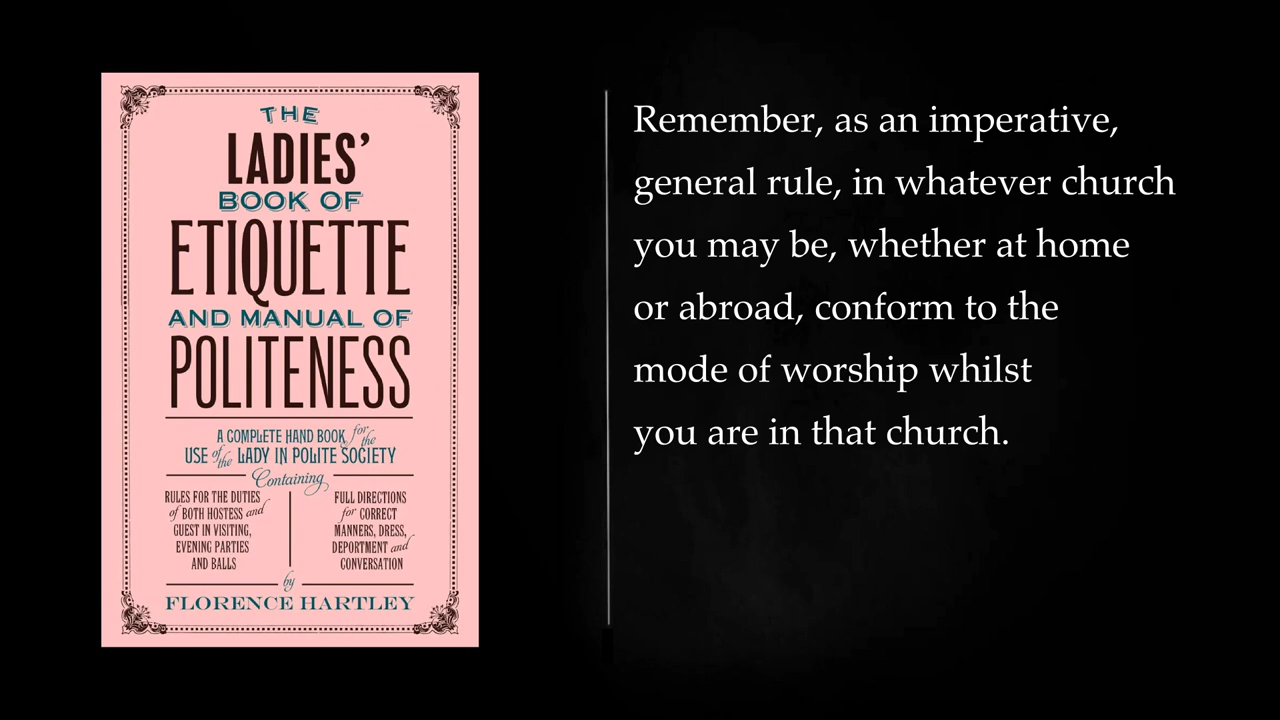 THE
LADIES'
BOOK OF
ETIQUETTE
AND MANUAL OF
POLITENESS
A COMPLETE HAND BOOK for the
USE of the LADY IN POLITE SOCIETY
Containing
RULES FOR THE DUTIES
of BOTH HOSTESS and
GUEST IN VISITING,
EVENING PARTIES
AND BALLS
FULL DIRECTIONS
for CORRECT
MANNERS, DRESS,
DEPORTMENT and
CONVERSATION
by
FLORENCE HARTLEY
Remember, as an imperative,
general rule, in whatever church
you may be, whether at home
or abroad, conform to the
mode of worship whilst
you are in that church.